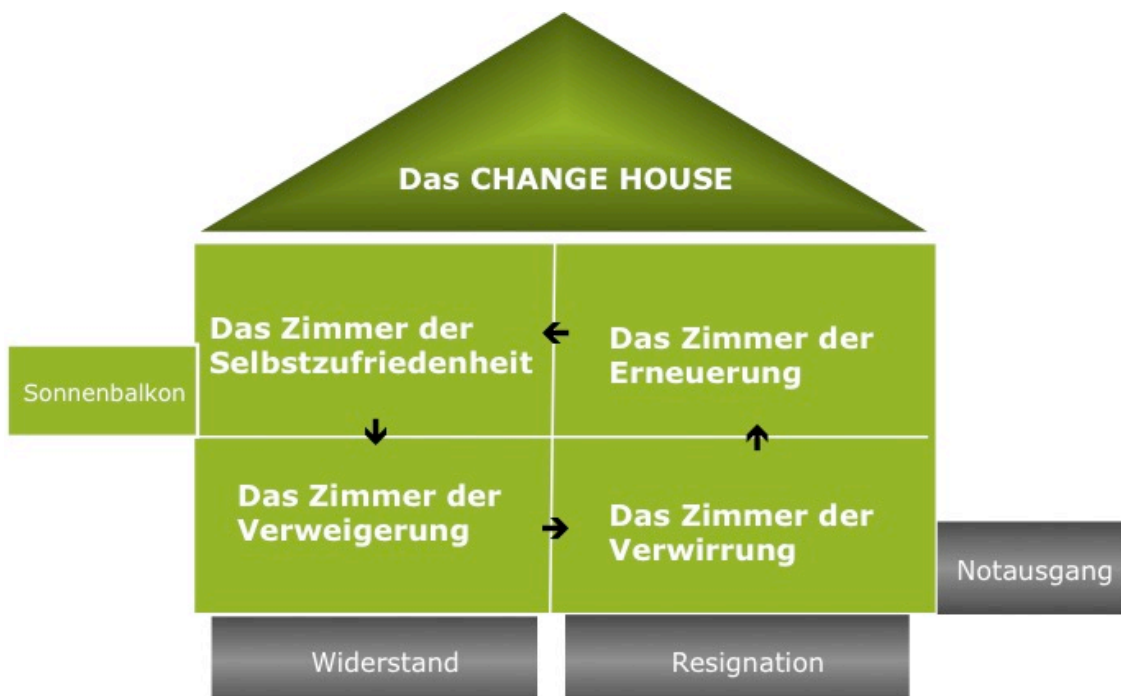 Das CHANGE HOUSE
Das Zimmer der
Selbstzufriedenheit
Das Zimmer der
Erneuerung
Sonnenbalkon
Das Zimmer der
Verweigerung
Das Zimmer der
Verwirrung
Notausgang
Widerstand
Resignation